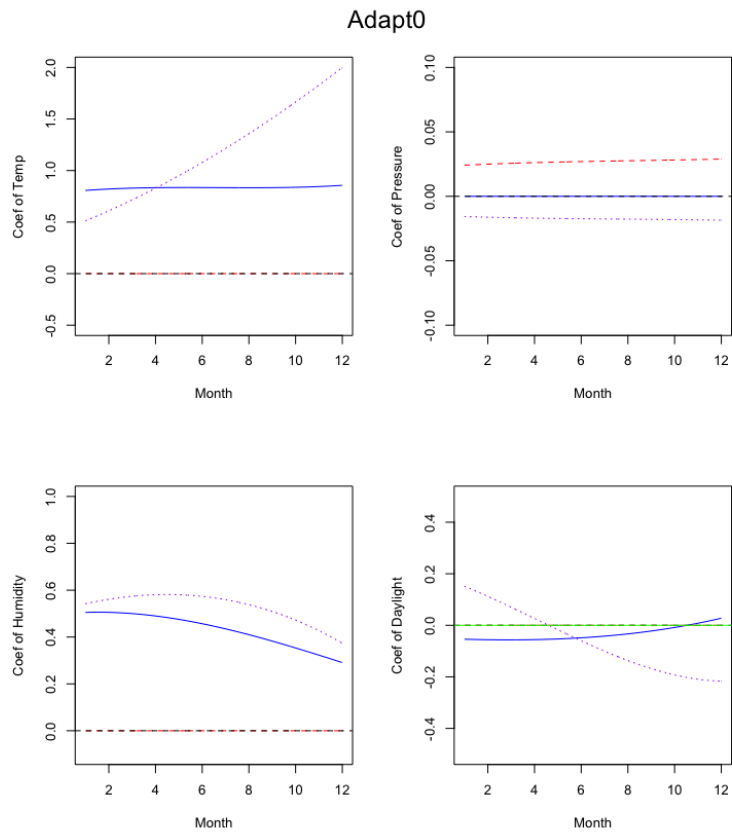 Adapt0
Coef of Temp
2.0
1.5
1.0
0.5
0.0
-0.5
2 4 6 8 10 12
Month
Coef of Pressure
0.10
0.05
0.00
-0.05
-0.10
2 4 6 8 10 12
Month
Coef of Humidity
1.0
0.8
0.6
0.4
0.2
0.0
2 4 6 8 10 12
Month
Coef of Daylight
0.4
0.2
0.0
-0.2
-0.4
2 4 6 8 10 12
Month